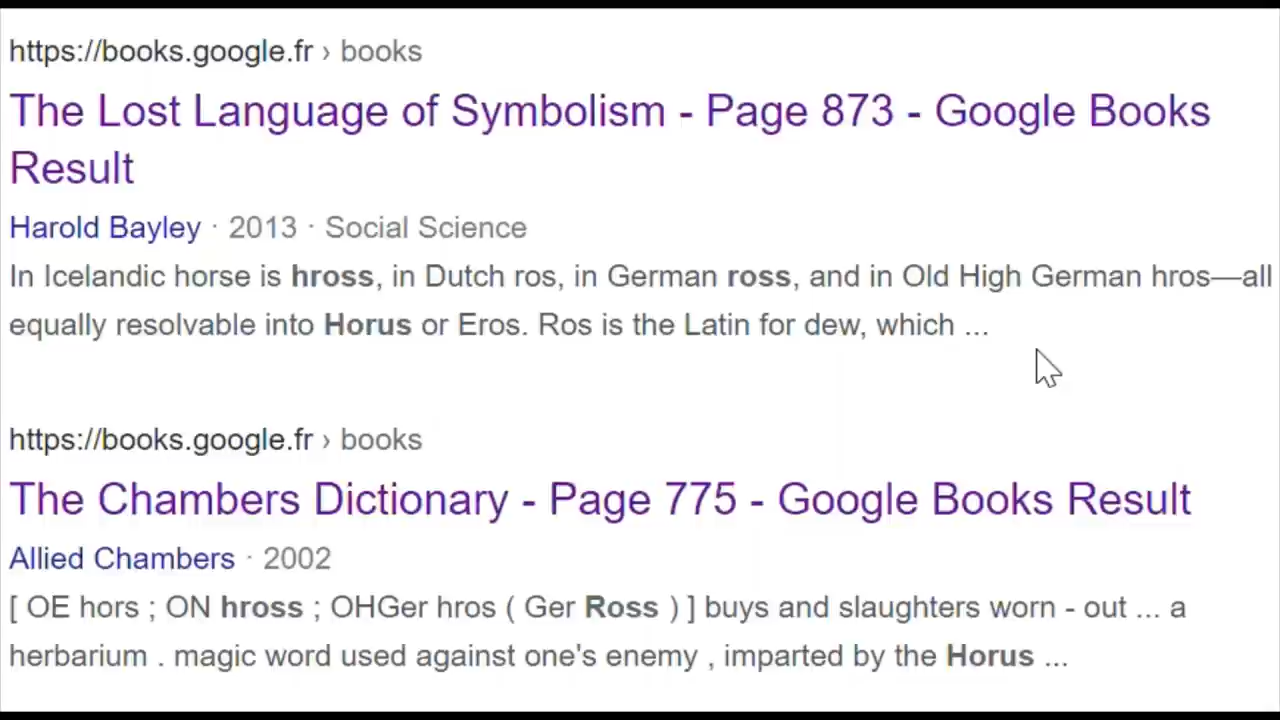 https://books.google.fr › books
The Lost Language of Symbolism - Page 873 - Google Books
Result
Harold Bayley · 2013 · Social Science
In Icelandic horse is hross, in Dutch ros, in German ross, and in Old High German hros—all
equally resolvable into Horus or Eros. Ros is the Latin for dew, which ...
https://books.google.fr › books
The Chambers Dictionary - Page 775 - Google Books Result
Allied Chambers · 2002
[ OE hors ; ON hross ; OHGer hros ( Ger Ross ) ] buys and slaughters worn - out ... a
herbarium . magic word used against one's enemy , imparted by the Horus ...